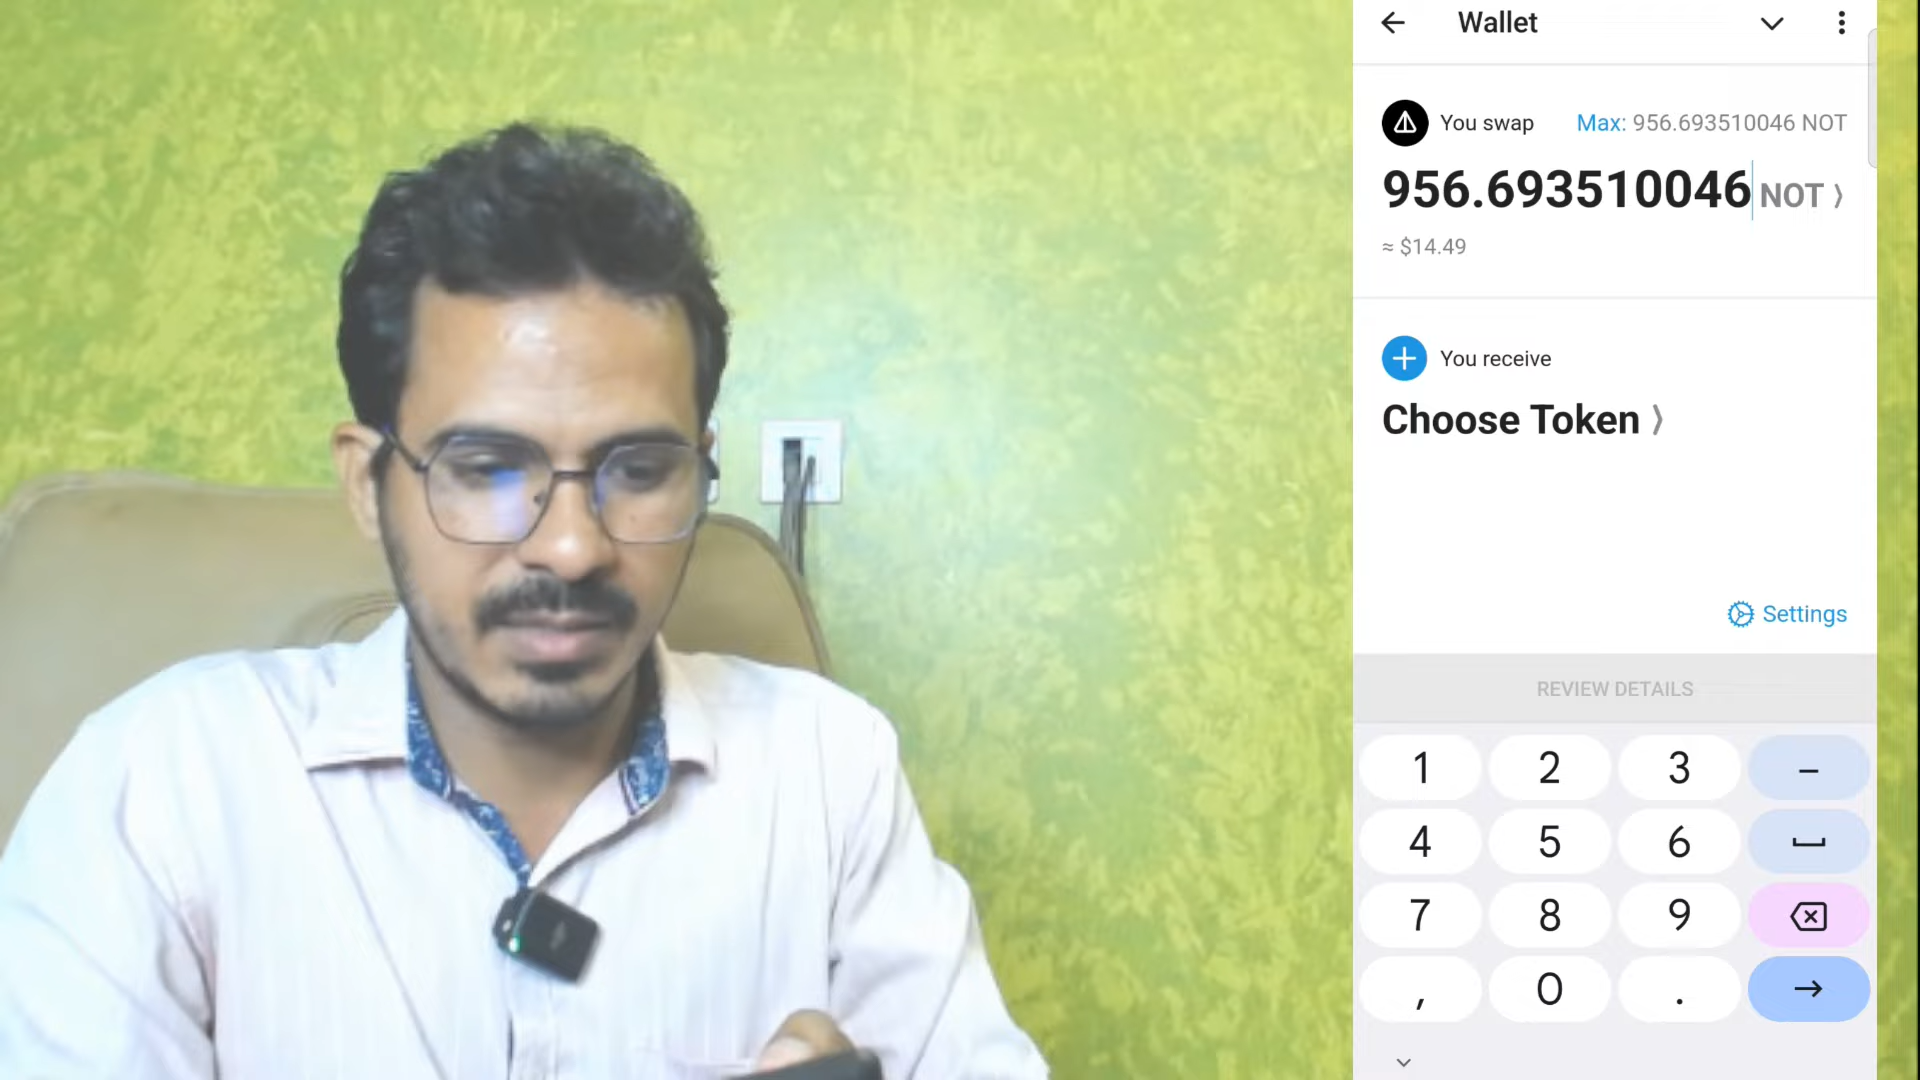 Wallet
You swap Max: 956.693510046 NOT
956.693510046 NOT ⟩
≈ $14.49
You receive
Choose Token ⟩
Settings
REVIEW DETAILS
1 2 3 –
4 5 6
7 8 9
, 0 .